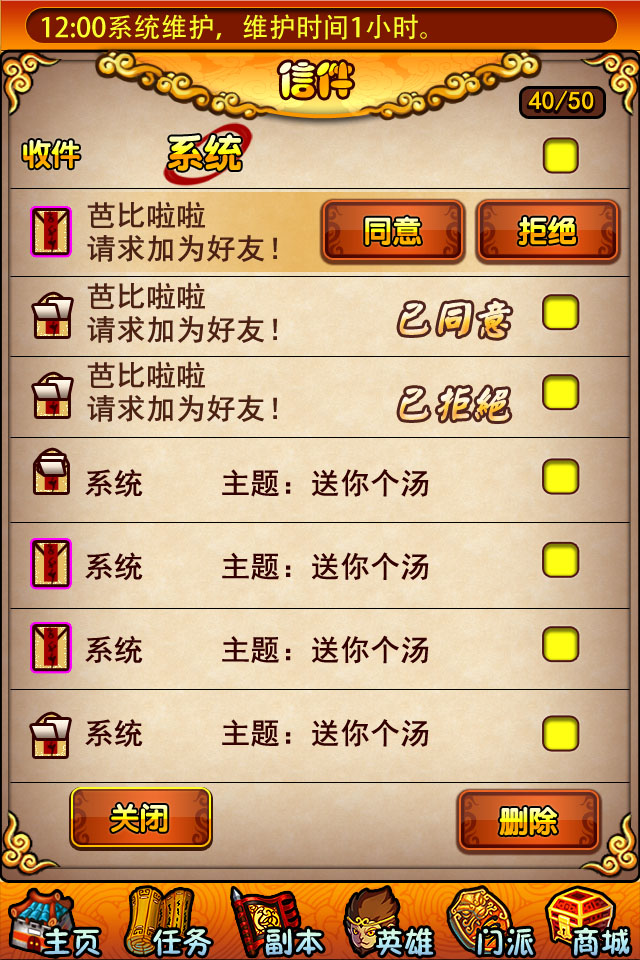 12:00系统维护，维护时间1小时。
信件
40/50
收件 系统
芭比啦啦
请求加为好友！
同意 拒绝
芭比啦啦
请求加为好友！
已同意
芭比啦啦
请求加为好友！
已拒絕
系统 主题：送你个汤
系统 主题：送你个汤
系统 主题：送你个汤
系统 主题：送你个汤
关闭 删除
主页 任务 副本 英雄 门派 商城